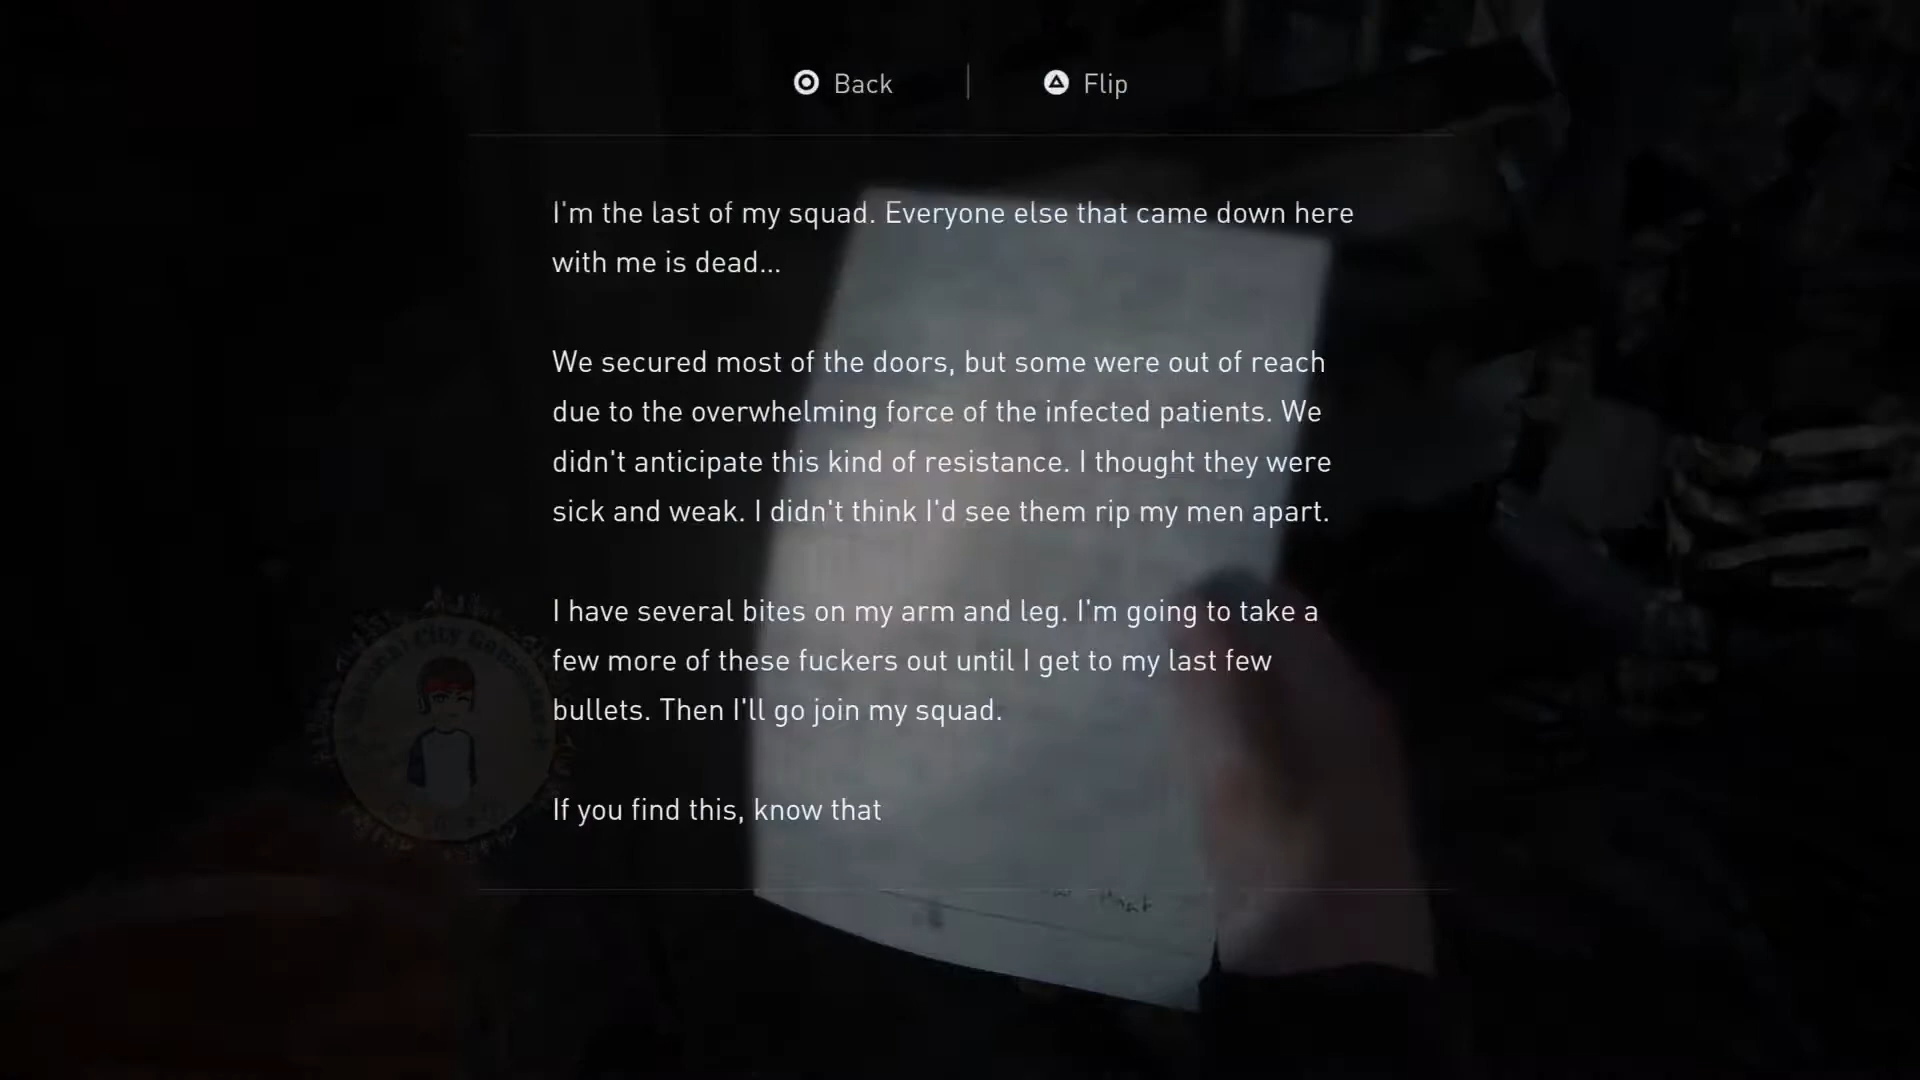 Back
Flip
I'm the last of my squad. Everyone else that came down here
with me is dead...
We secured most of the doors, but some were out of reach
due to the overwhelming force of the infected patients. We
didn't anticipate this kind of resistance. I thought they were
sick and weak. I didn't think I'd see them rip my men apart.
I have several bites on my arm and leg. I'm going to take a
few more of these fuckers out until I get to my last few
bullets. Then I'll go join my squad.
If you find this, know that
that